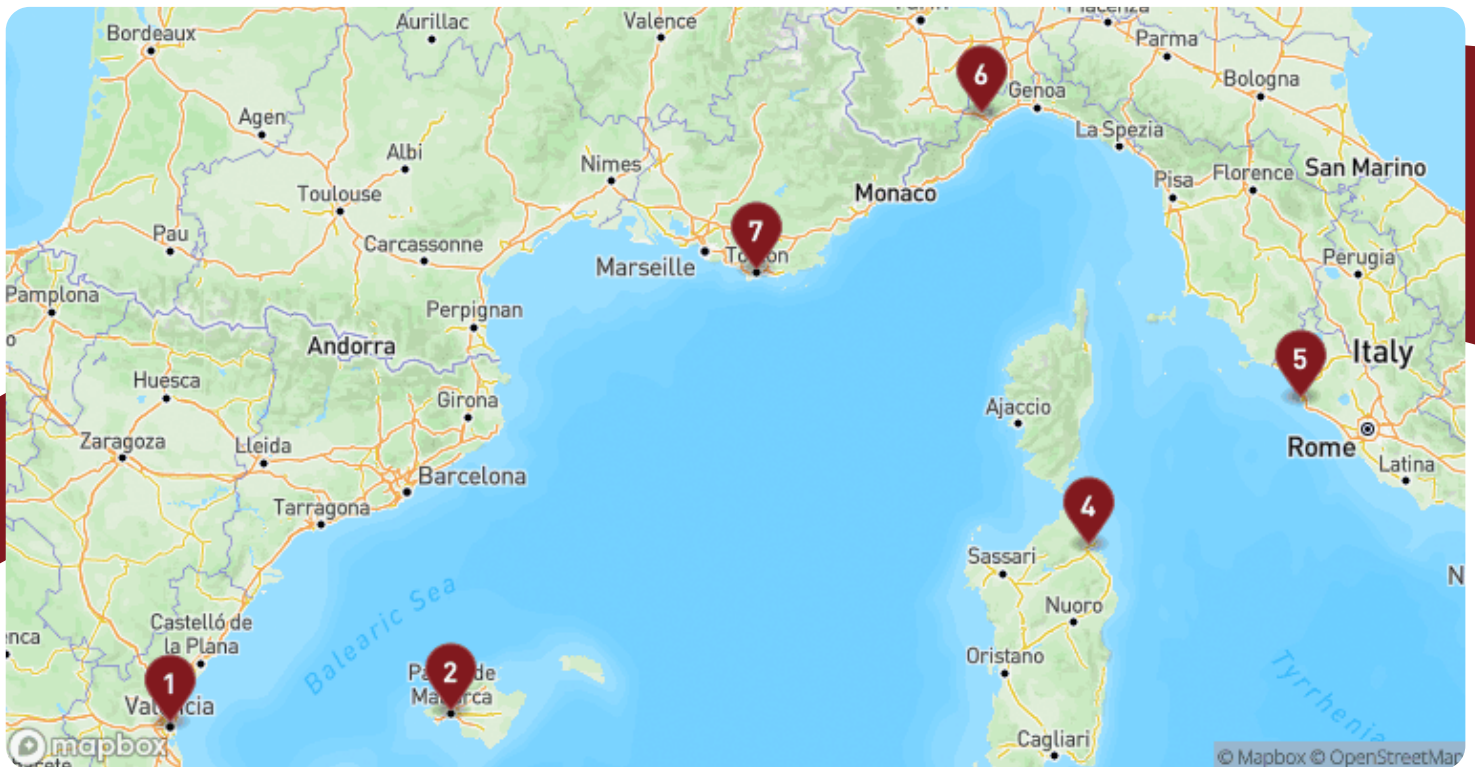 Aurillac
Valence
Bordeaux
Parma
6
Genoa
Bologna
Agen
La Spezia
Albi
Nimes
San Marino
Florence
Pisa
Toulouse
Monaco
7
Pau
Carcassonne
Marseille
Perugia
Pamplona
Perpignan
Andorra
5
Italy
Huesca
Girona
Ajaccio
Zaragoza
Lleida
Rome
Latina
Barcelona
Tarragona
4
Sassari
N
Balearic Sea
Nuoro
Castelló de
la Plana
Oristano
2
1
Tyrrhenia
Cagliari
mapbox
© Mapbox © OpenStreetMap